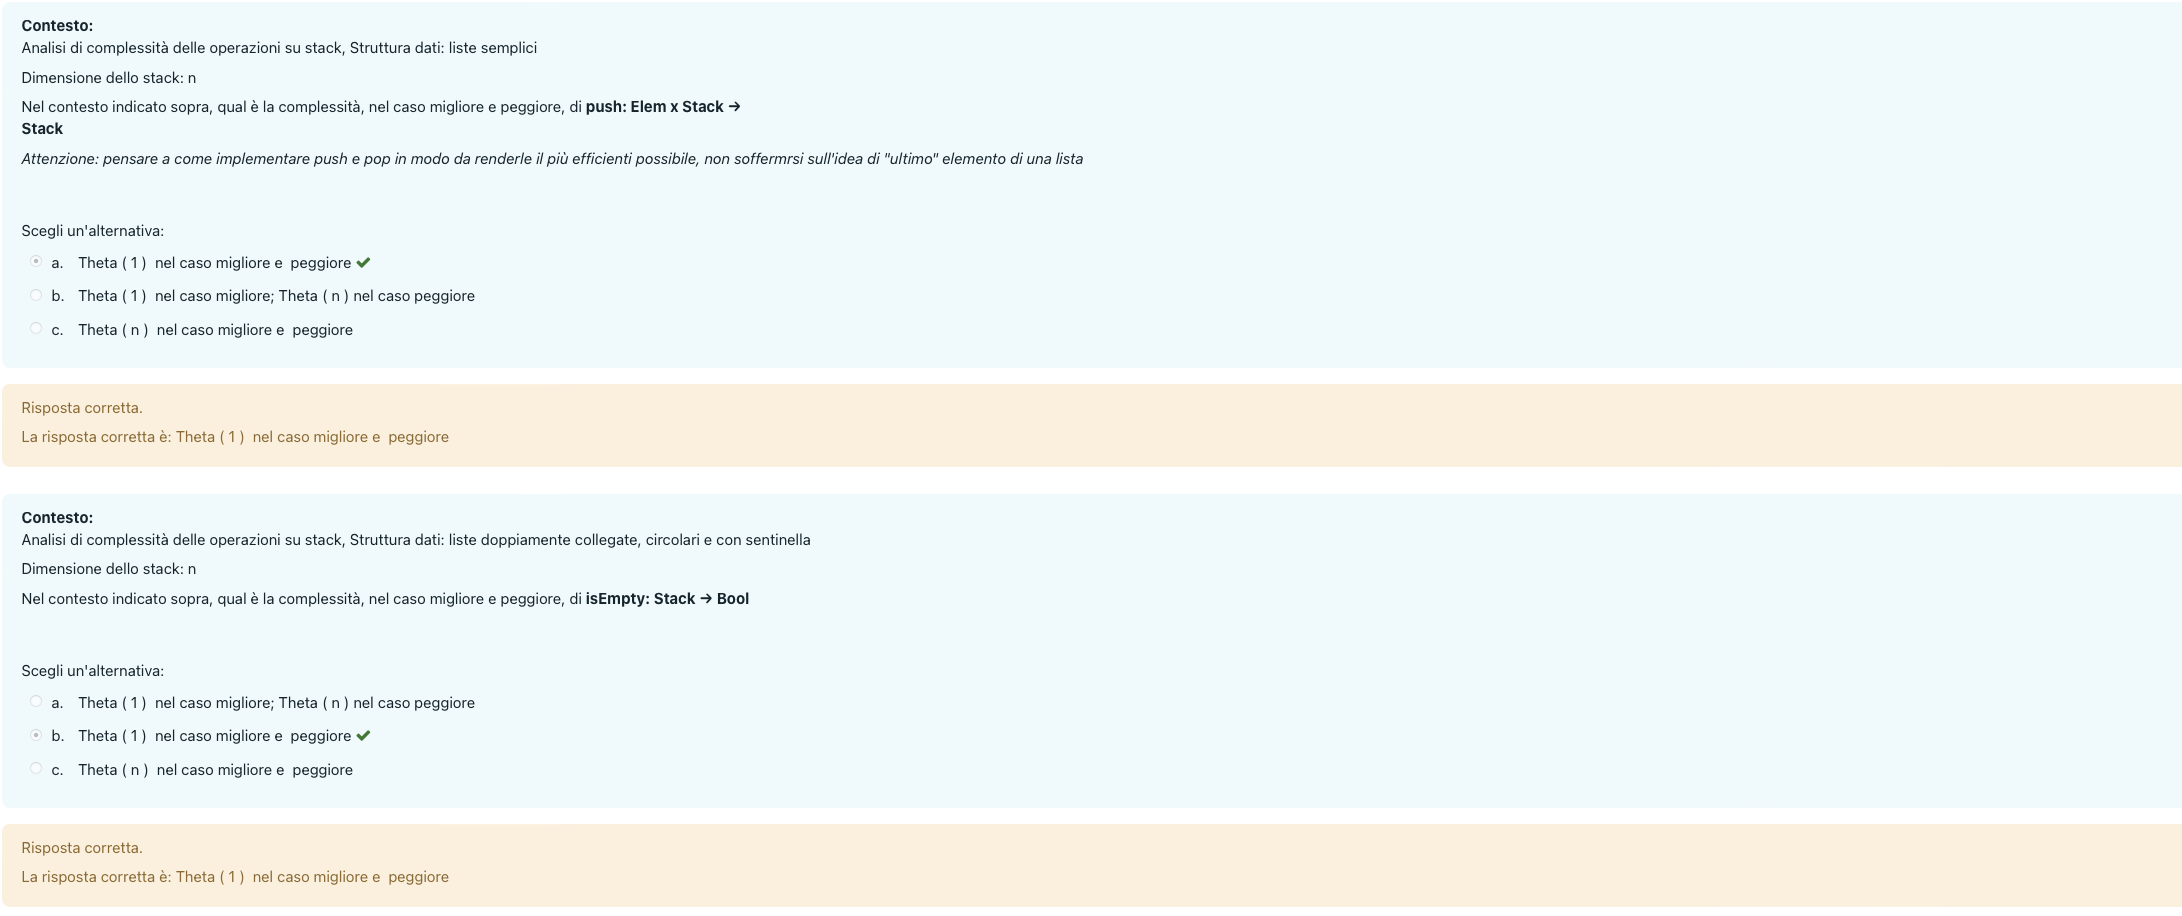 Contesto:
Analisi di complessità delle operazioni su stack, Struttura dati: liste semplici
Dimensione dello stack: n
Nel contesto indicato sopra, qual è la complessità, nel caso migliore e peggiore, di push: Elem x Stack →
Stack
Attenzione: pensare a come implementare push e pop in modo da renderle il più efficienti possibile, non soffermrsi sull'idea di "ultimo" elemento di una lista
Scegli un'alternativa:
a. Theta ( 1 ) nel caso migliore e peggiore ✔
b. Theta ( 1 ) nel caso migliore; Theta ( n ) nel caso peggiore
c. Theta ( n ) nel caso migliore e peggiore
Risposta corretta.
La risposta corretta è: Theta ( 1 ) nel caso migliore e peggiore
Contesto:
Analisi di complessità delle operazioni su stack, Struttura dati: liste doppiamente collegate, circolari e con sentinella
Dimensione dello stack: n
Nel contesto indicato sopra, qual è la complessità, nel caso migliore e peggiore, di isEmpty: Stack → Bool
Scegli un'alternativa:
a. Theta ( 1 ) nel caso migliore; Theta ( n ) nel caso peggiore
b. Theta ( 1 ) nel caso migliore e peggiore ✔
c. Theta ( n ) nel caso migliore e peggiore
Risposta corretta.
La risposta corretta è: Theta ( 1 ) nel caso migliore e peggiore